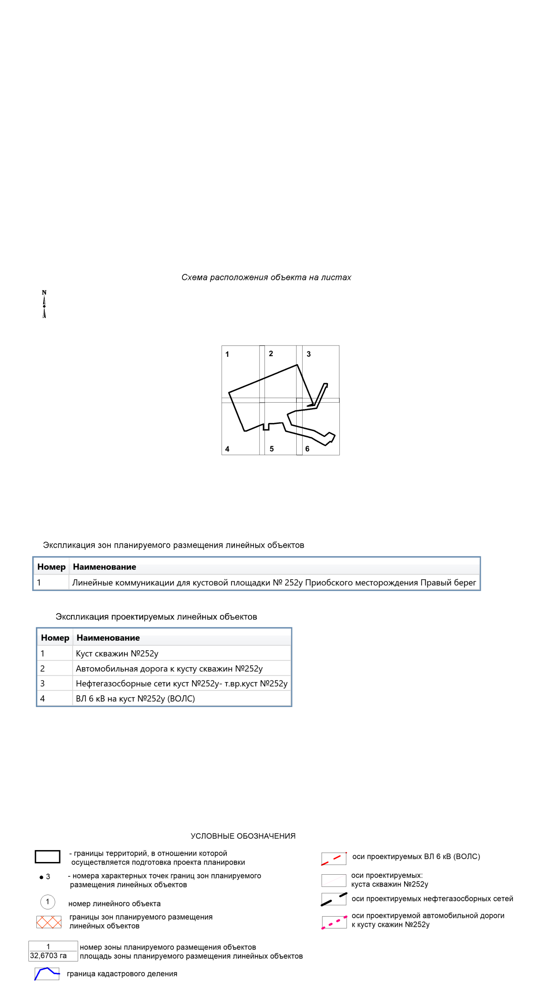 Схема расположения объекта на листах
N
1
2
3
4
5
6
Экспликация зон планируемого размещения линейных объектов
Номер Наименование
1 Линейные коммуникации для кустовой площадки № 252у Приобского месторождения Правый берег
Экспликация проектируемых линейных объектов
Номер Наименование
1 Куст скважин №252у
2 Автомобильная дорога к кусту скважин №252у
3 Нефтегазосборные сети куст №252у- т.вр.куст №252у
4 ВЛ 6 кВ на куст №252у (ВОЛС)
УСЛОВНЫЕ ОБОЗНАЧЕНИЯ
- границы территорий, в отношении которой
осуществляется подготовка проекта планировки
3 - номера характерных точек границ зон планируемого
размещения линейных объектов
1 номер линейного объекта
границы зон планируемого размещения
линейных объектов
1 номер зоны планируемого размещения объектов
32,6703 га площадь зоны планируемого размещения линейных объектов
граница кадастрового деления
оси проектируемых ВЛ 6 кВ (ВОЛС)
оси проектируемых:
куста скважин №252у
оси проектируемых нефтегазосборных сетей
оси проектируемой автомобильной дороги
к кусту скажин №252у